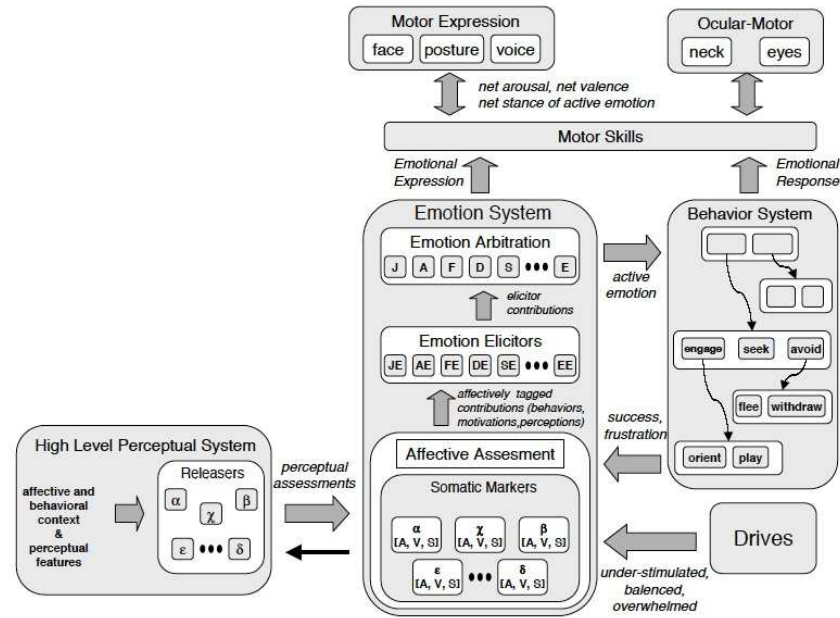 Motor Expression
face posture voice
Ocular-Motor
neck eyes
net arousal, net valence
net stance of active emotion
Motor Skills
Emotional
Expression
Emotional
Response
Emotion System
Emotion Arbitration
J A F D S ••• E
elicitor
contributions
Emotion Elicitors
JE AE FE DE SE ••• EE
affectively tagged
contributions (behaviors,
motivations,perceptions)
active
emotion
Behavior System
engage seek avoid
flee withdraw
orient play
success,
frustration
High Level Perceptual System
affective and
behavioral
context
&
perceptual
features
Releasers
α χ β
ε ••• δ
perceptual
assessments
Affective Assesment
Somatic Markers
α χ β
[A, V, S] [A, V, S] [A, V, S]
ε ••• δ
[A, V, S] [A, V, S]
Drives
under-stimulated,
balenced,
overwhelmed